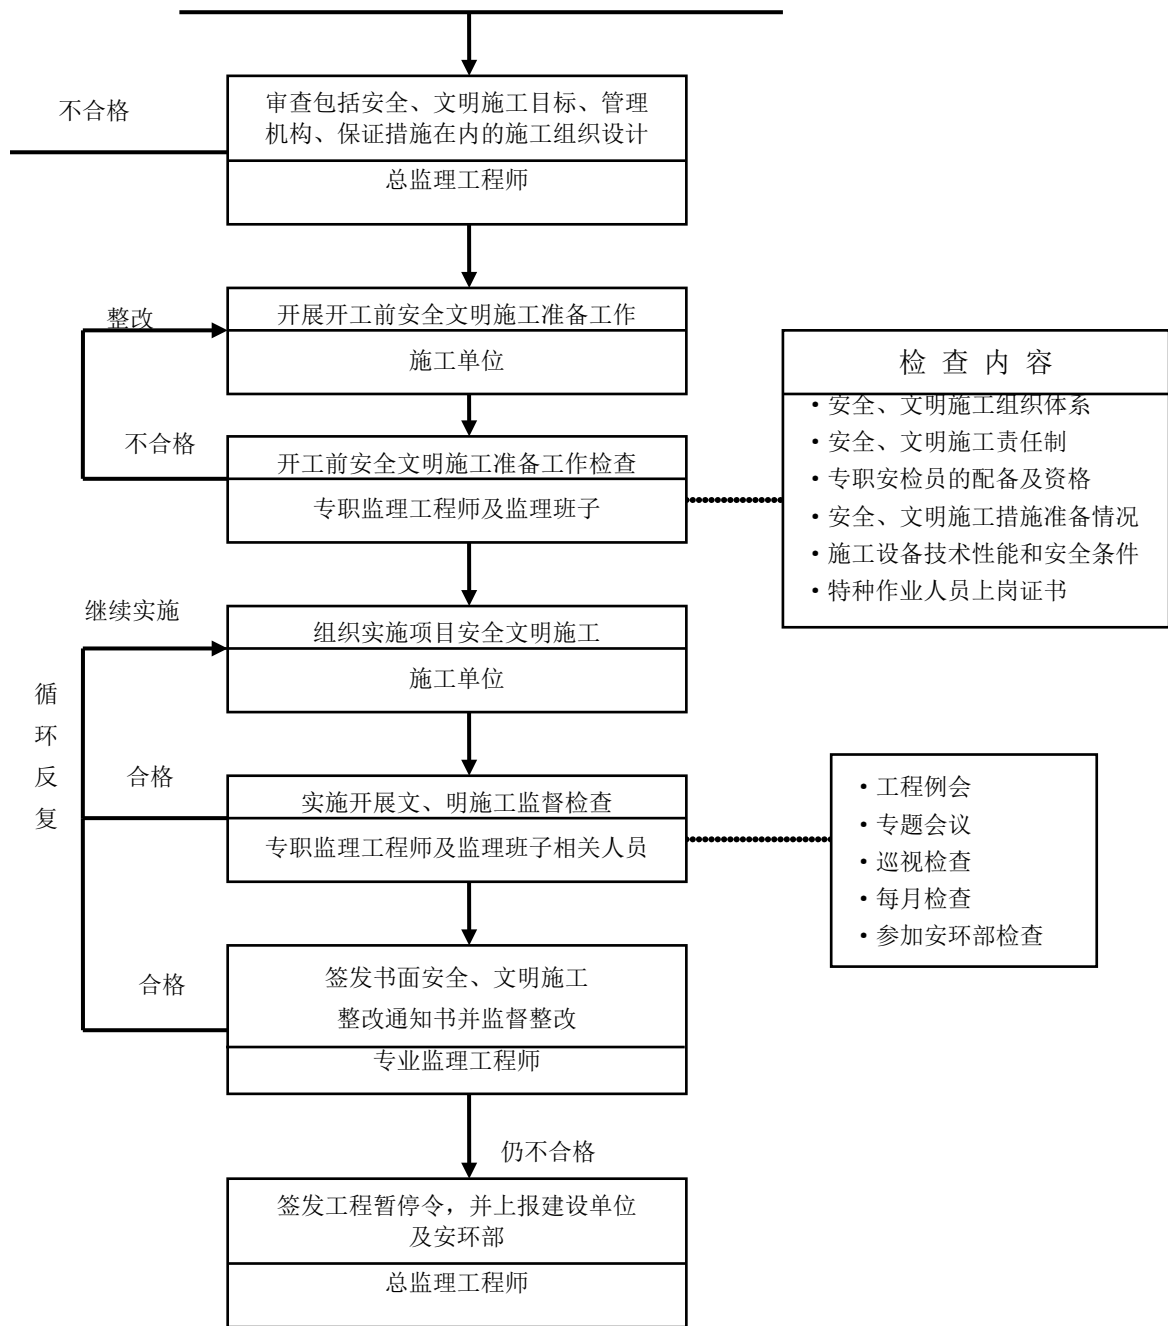 不合格
审查包括安全、文明施工目标、管理
机构、保证措施在内的施工组织设计
总监理工程师
整改
开展开工前安全文明施工准备工作
施工单位
不合格
开工前安全文明施工准备工作检查
专职监理工程师及监理班子
检查内容
·安全、文明施工组织体系
·安全、文明施工责任制
·专职安检员的配备及资格
·安全、文明施工措施准备情况
·施工设备技术性能和安全条件
·特种作业人员上岗证书
继续实施
组织实施项目安全文明施工
施工单位
循
环
反
复
合格
实施开展文、明施工监督检查
专职监理工程师及监理班子相关人员
·工程例会
·专题会议
·巡视检查
·每月检查
·参加安环部检查
合格
签发书面安全、文明施工
整改通知书并监督整改
专业监理工程师
仍不合格
签发工程暂停令，并上报建设单位
及安环部
总监理工程师